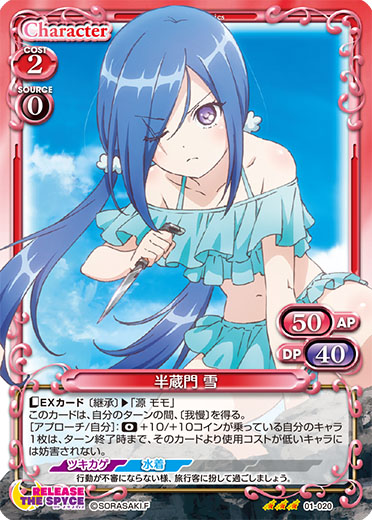 Character
COST
2
SOURCE
0
50 AP
DP 40
半蔵門 雪
EXカード 〔継承〕▶「源 モモ」
このカードは、自分のターンの間、〔我慢〕を得る。
［アプローチ/自分］：０ +10/+10コインが乗っている自分のキャラ
1枚は、ターン終了時まで、そのカードより使用コストが低いキャラに
は妨害されない。
ツキカゲ 水着
行動が不審にならない様、旅行客に扮して過ごしましょう。
RELEASE THE SPYCE
©SORASAKI.F
01-020